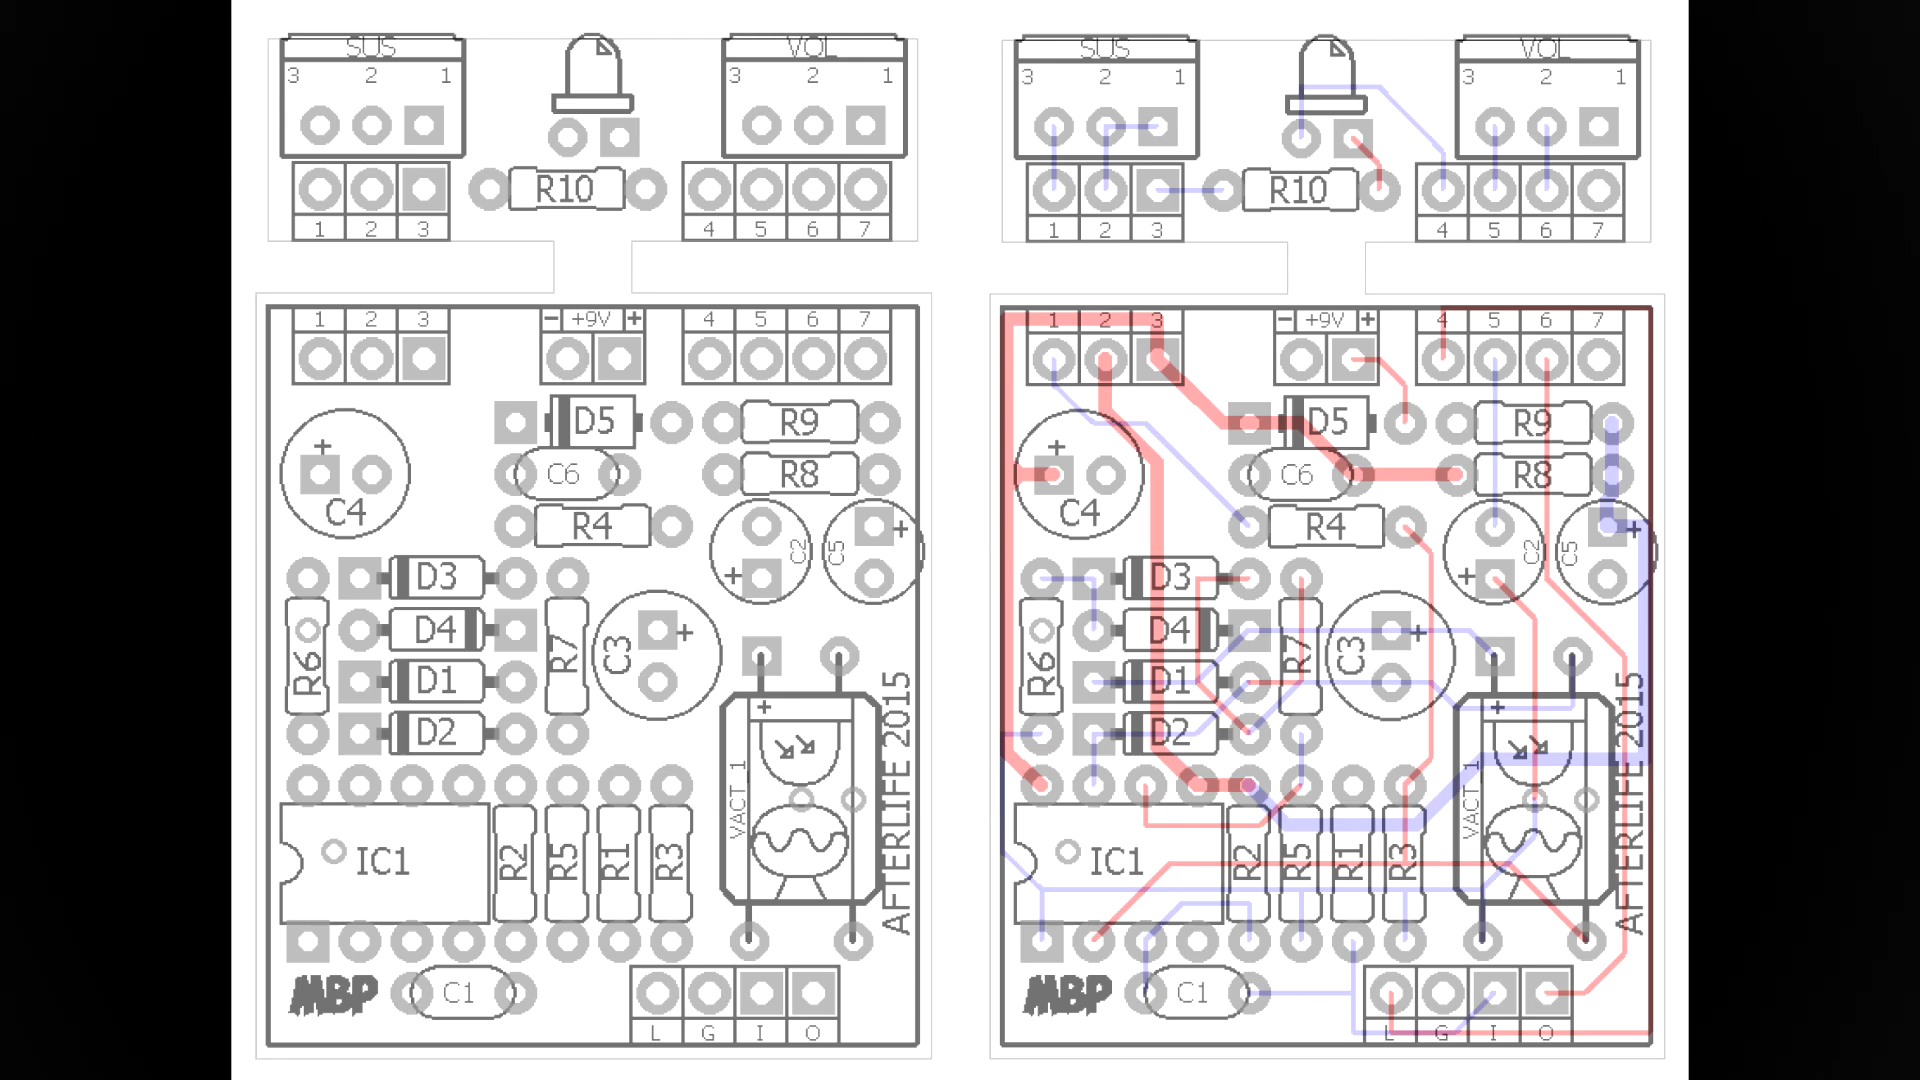 SUS VOL SUS VOL
3 2 1 3 2 1 3 2 1 3 2 1
R10 R10
1 2 3 4 5 6 7 1 2 3 4 5 6 7
1 2 3 - +9V + 4 5 6 7 1 2 3 - +9V + 4 5 6 7
D5 R9 D5 R9
+ C6 R8 + C6 R8
C4 R4 C2 C5 + C4 R4 C2 C5 +
D3 + D3 +
D4 + D4 +
R6 D1 R7 C3 R6 D1 R7 C3
D2 + D2 +
VACT 1 AFTERLIFE 2015 VACT 1 AFTERLIFE 2015
IC1 R2 R5 R1 R3 IC1 R2 R5 R1 R3
MBP C1 MBP C1
L G I O L G I O